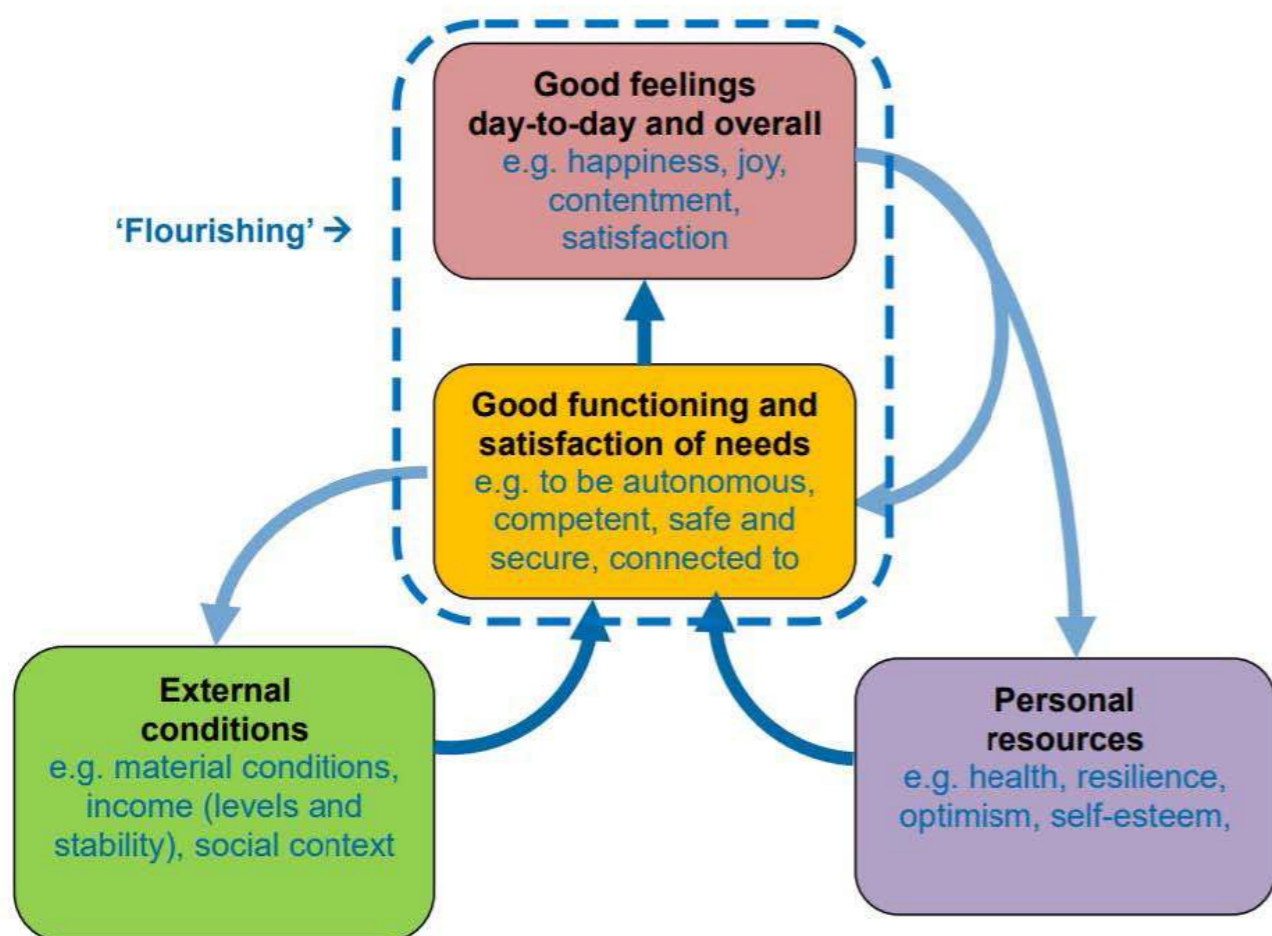 Good feelings
day-to-day and overall
e.g. happiness, joy,
contentment,
satisfaction
‘Flourishing’ →
Good functioning and
satisfaction of needs
e.g. to be autonomous,
competent, safe and
secure, connected to
External
conditions
e.g. material conditions,
income (levels and
stability), social context
Personal
resources
e.g. health, resilience,
optimism, self-esteem,